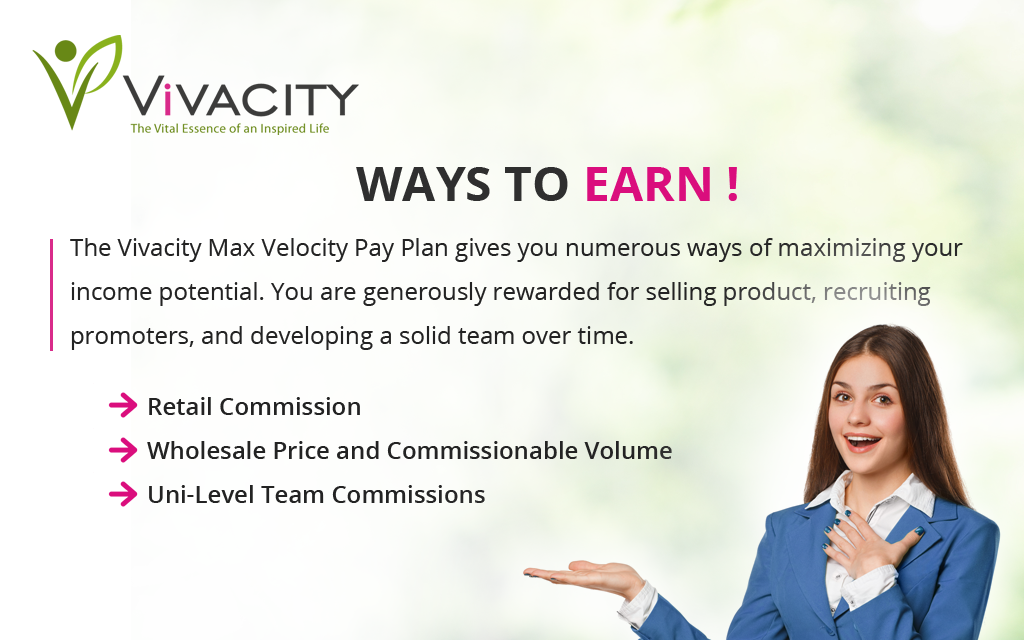 ViVACITY
The Vital Essence of an Inspired Life
WAYS TO EARN !
The Vivacity Max Velocity Pay Plan gives you numerous ways of maximizing your
income potential. You are generously rewarded for selling product, recruiting
promoters, and developing a solid team over time.
Retail Commission
Wholesale Price and Commissionable Volume
Uni-Level Team Commissions